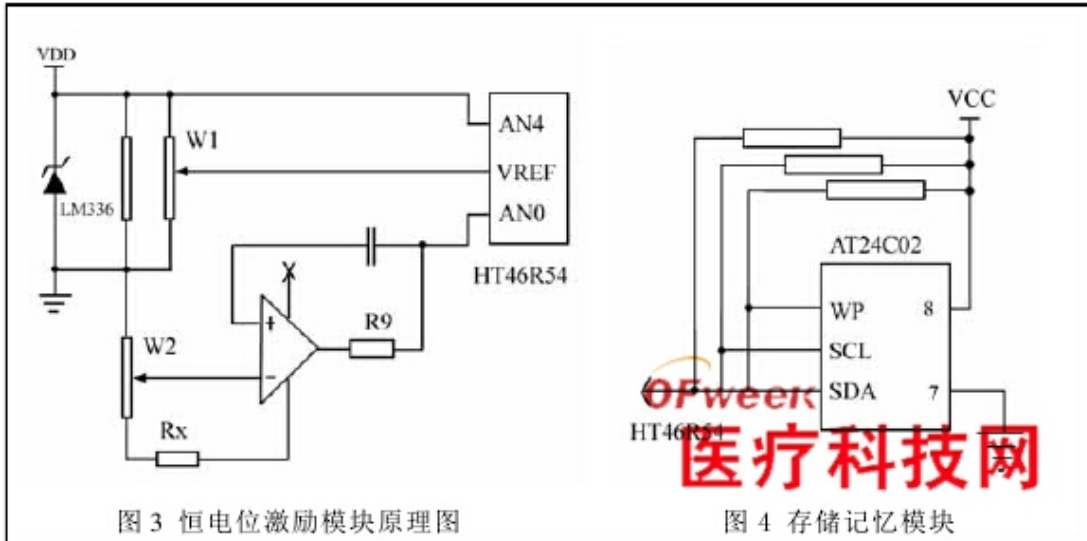 VDD
LM336
W1
AN4
VREF
AN0
HT46R54
W2
+
-
R9
Rx
图3 恒电位激励模块原理图
VCC
AT24C02
WP
SCL
SDA
8
7
HT46R54
OFweek
医疗科技网
图4 存储记忆模块